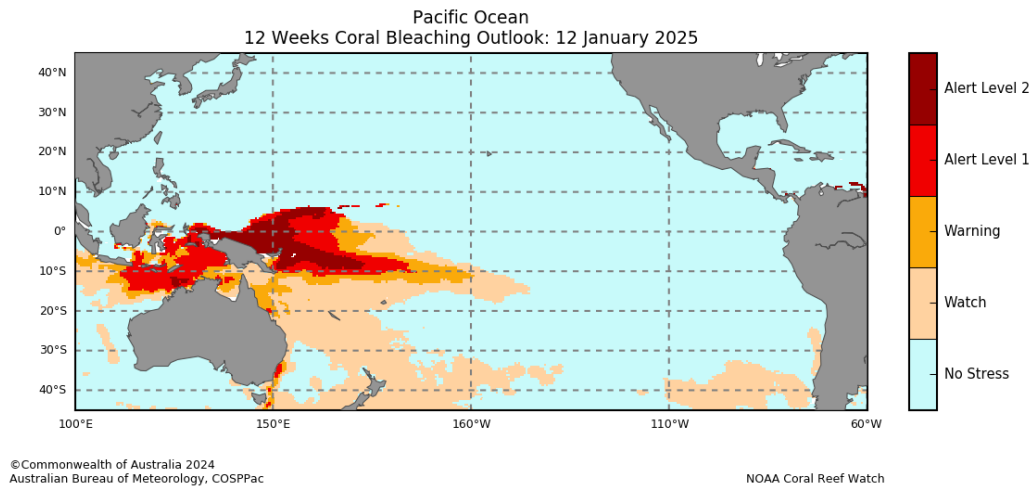 Pacific Ocean
12 Weeks Coral Bleaching Outlook: 12 January 2025
40°N
30°N
20°N
10°N
0°
10°S
20°S
30°S
40°S
100°E
150°E
160°W
110°W
60°W
Alert Level 2
Alert Level 1
Warning
Watch
No Stress
©Commonwealth of Australia 2024
Australian Bureau of Meteorology, COSPPac
NOAA Coral Reef Watch